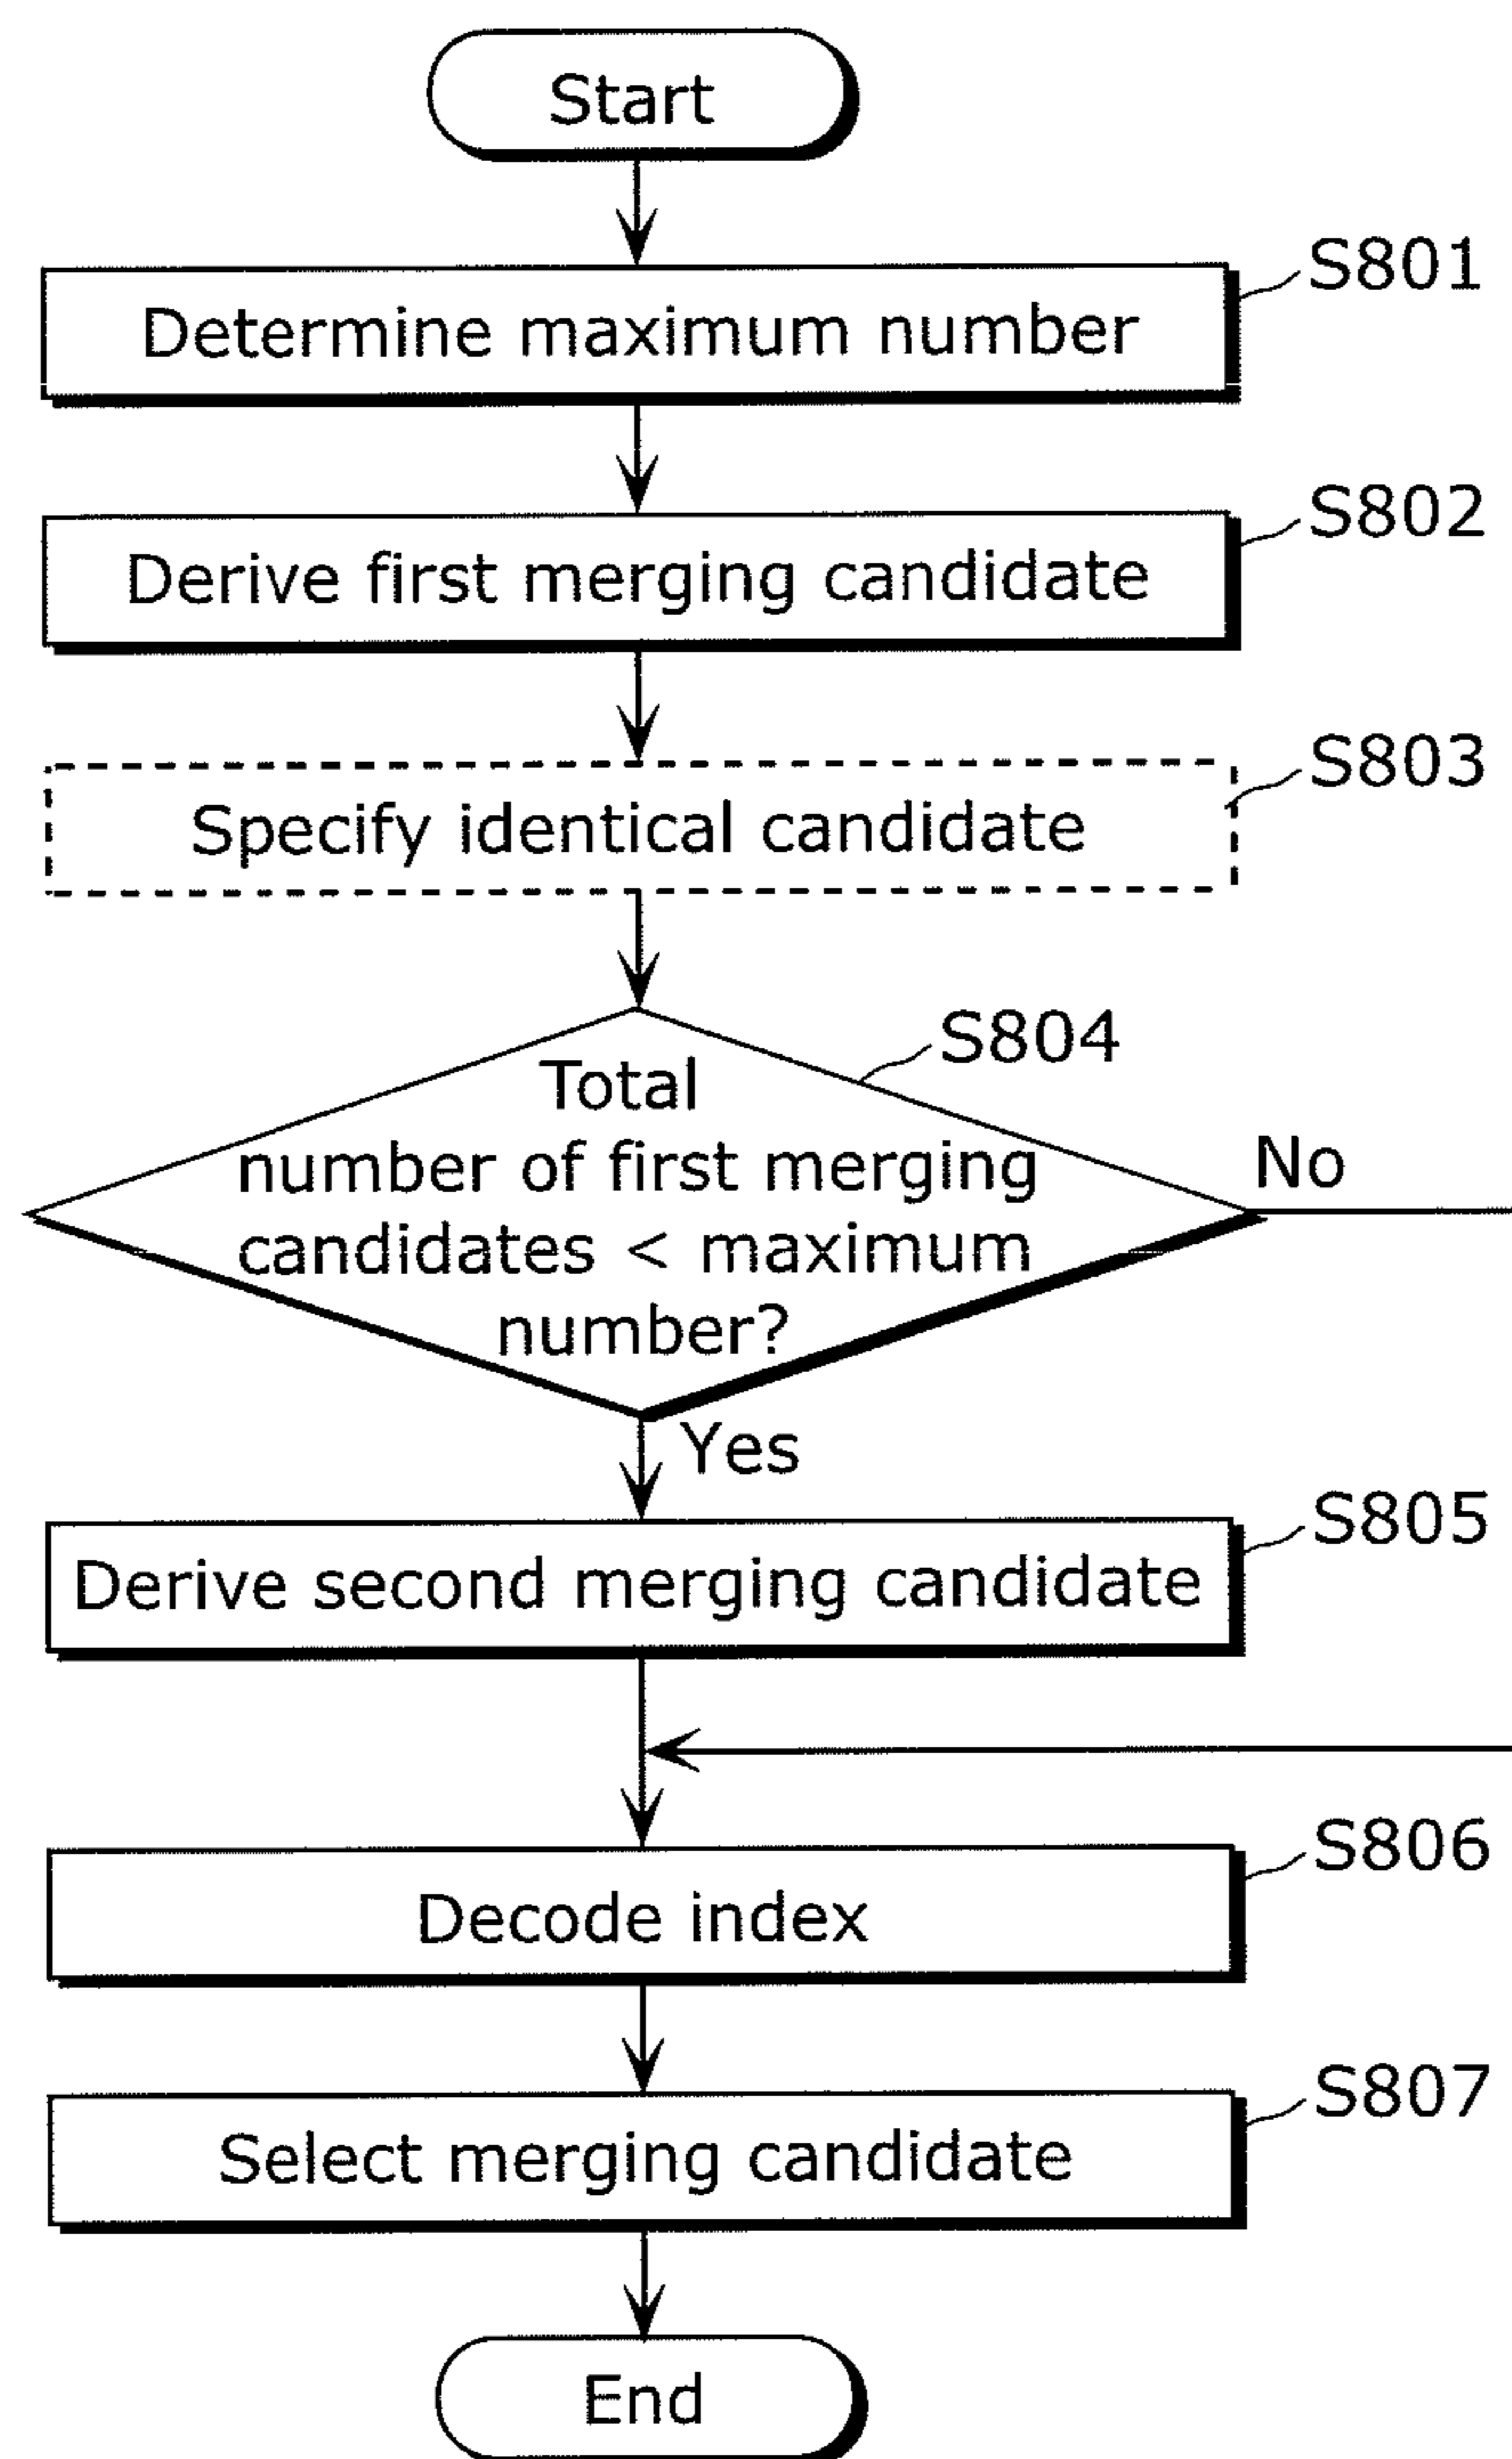 Start
S801
Determine maximum number
S802
Derive first merging candidate
S803
Specify identical candidate
S804
Total
number of first merging
candidates < maximum
number?
No
Yes
S805
Derive second merging candidate
S806
Decode index
S807
Select merging candidate
End